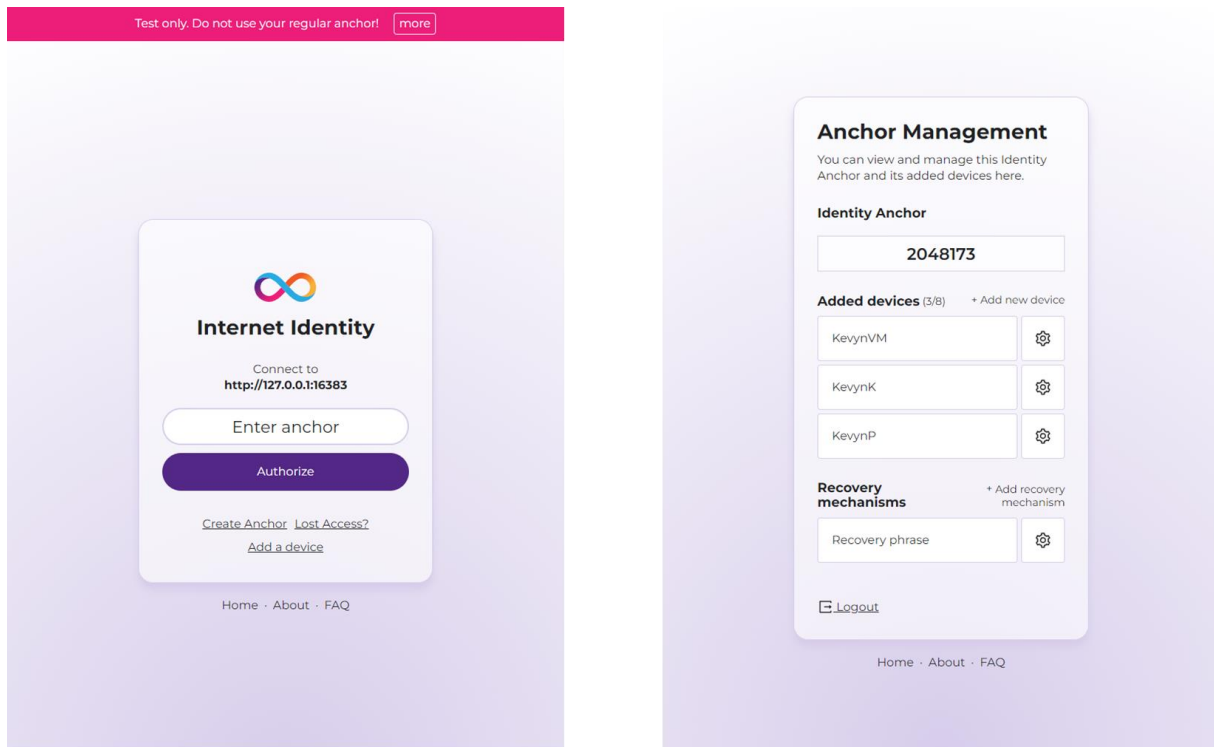 Test only. Do not use your regular anchor! more
Internet Identity
Connect to
http://127.0.0.1:16383
Enter anchor
Authorize
Create Anchor Lost Access?
Add a device
Home · About · FAQ
Anchor Management
You can view and manage this Identity
Anchor and its added devices here.
Identity Anchor
2048173
Added devices (3/8) + Add new device
KevynVM
KevynK
KevynP
Recovery
mechanisms
+ Add recovery
mechanism
Recovery phrase
Logout
Home · About · FAQ